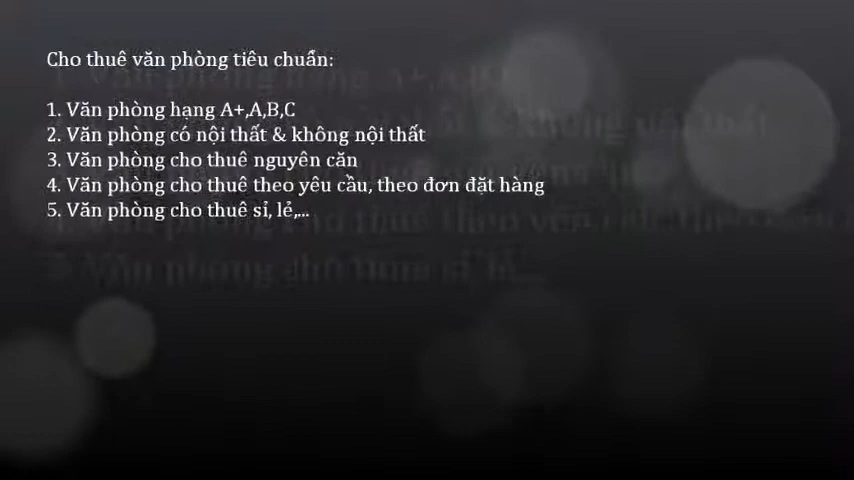 Cho thuê văn phòng tiêu chuẩn:
1. Văn phòng hạng A+,A,B,C
2. Văn phòng có nội thất & không nội thất
3. Văn phòng cho thuê nguyên căn
4. Văn phòng cho thuê theo yêu cầu, theo đơn đặt hàng
5. Văn phòng cho thuê sỉ, lẻ,...